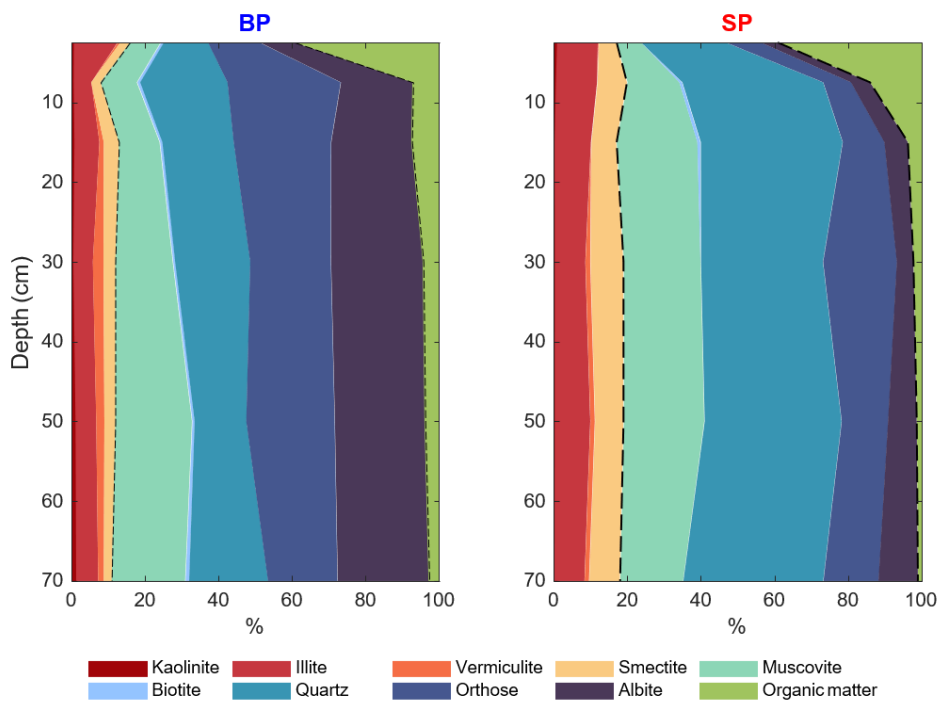 BP
SP
Depth (cm)
10
20
30
40
50
60
70
0 20 40 60 80 100
%
10
20
30
40
50
60
70
0 20 40 60 80 100
%
Kaolinite Illite Vermiculite Smectite Muscovite
Biotite Quartz Orthose Albite Organic matter